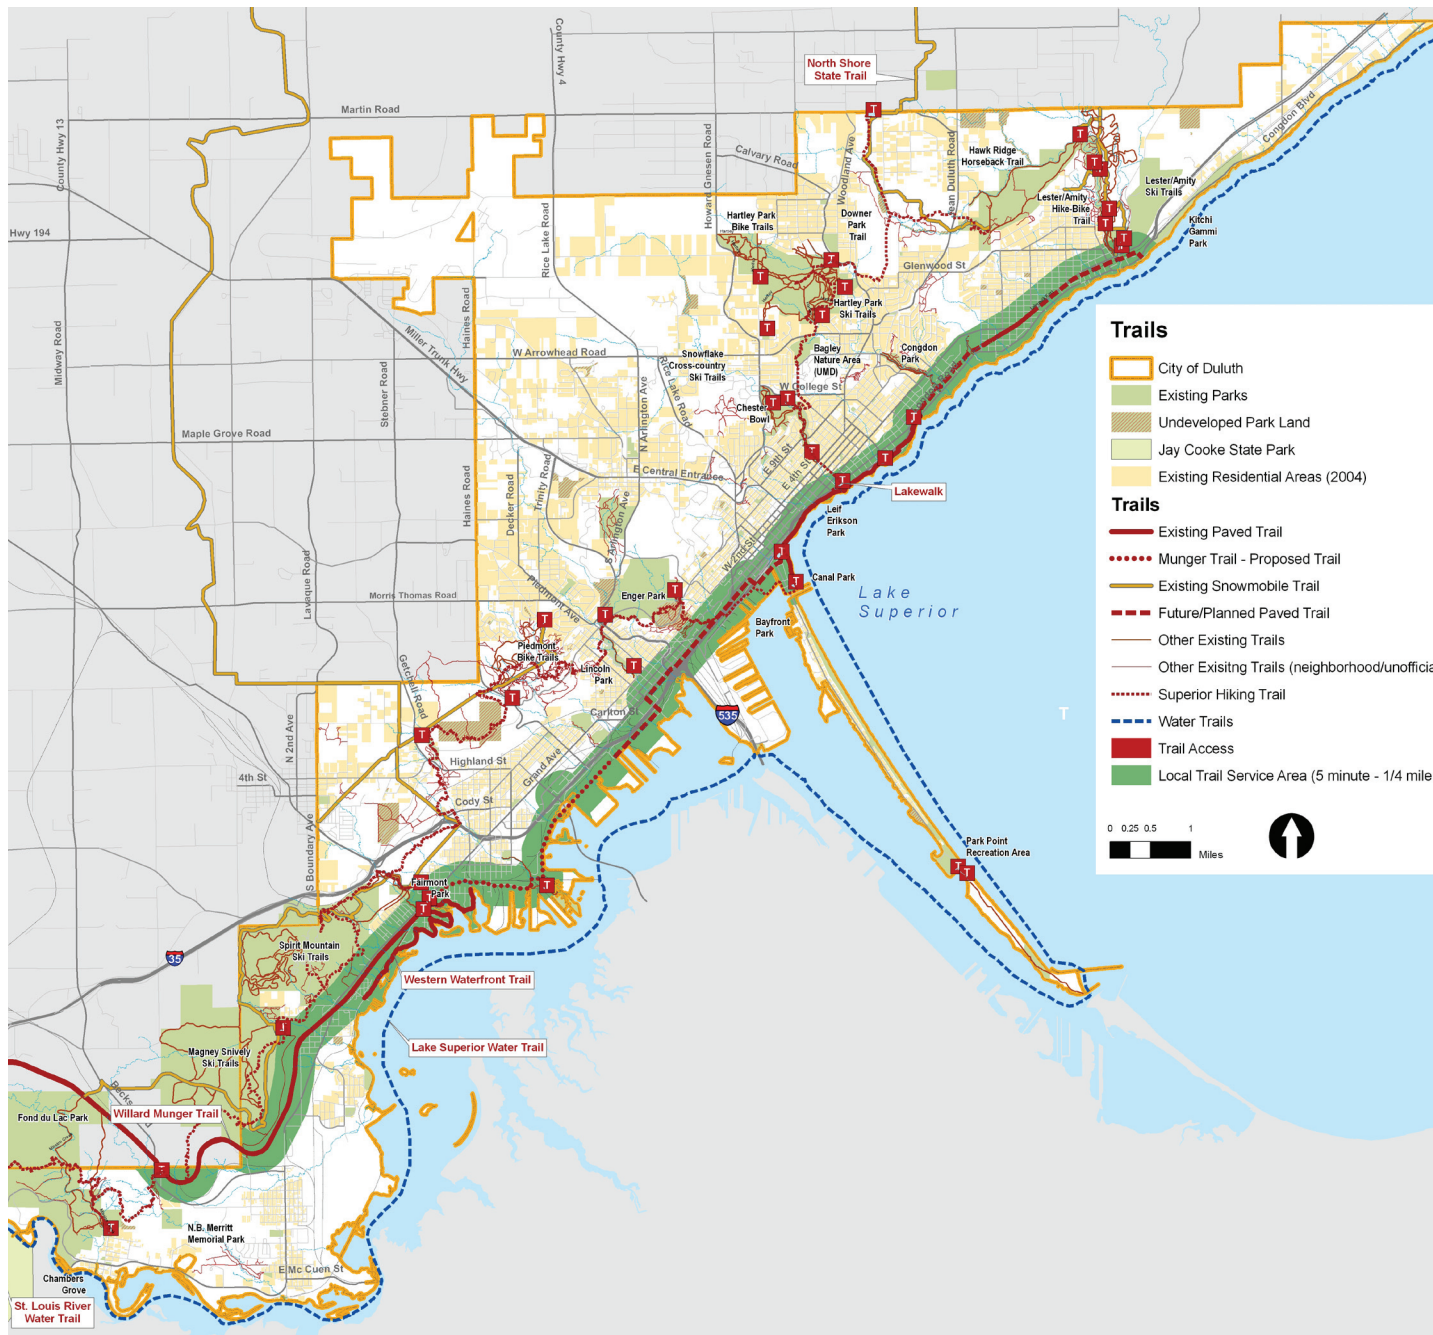 North Shore
State Trail
Martin Road
County Hwy 4
County Hwy 13
Congdon Blvd
Howard Gnesen Road
Calvary Road
Woodland Ave
Jean Duluth Road
Hawk Ridge
Horseback Trail
Lester/Amity
Ski Trails
Lester/Amity
Hike-Bike
Trail
Kitchi
Gammi
Park
Hwy 194
Rice Lake Road
Hartley Park
Bike Trails
Downer
Park
Trail
Glenwood St
Hartley Park
Ski Trails
Haines Road
Miller Trunk Hwy
Midway Road
Stebner Road
W Arrowhead Road
Snowflake
Cross-country
Ski Trails
Rice Lake Road
Bagley
Nature Area
(UMD)
Congdon
Park
W College St
Chester
Bowl
N Arlington Ave
Maple Grove Road
E Central Entrance
E 9th St
E 4th St
Haines Road
Decker Road
Trinity Road
S Arlington Ave
Lakewalk
Leif
Erikson
Park
W 2nd St
Canal Park
Lake
Superior
Lavaque Road
Morris Thomas Road
Piedmont Ave
Enger Park
Bayfront
Park
Piedmont
Bike Trails
Lincoln
Park
Getchell Road
Carlton St
535
N 2nd Ave
4th St
Highland St
Grand Ave
Cody St
S Boundary Ave
Park Point
Recreation Area
Fairmont
Park
Spirit Mountain
Ski Trails
35
Western Waterfront Trail
Lake Superior Water Trail
Magney Snively
Ski Trails
Becks
Willard Munger Trail
Fond du Lac Park
N.B. Merritt
Memorial Park
E Mc Cuen St
Chambers
Grove
St. Louis River
Water Trail
Trails
City of Duluth
Existing Parks
Undeveloped Park Land
Jay Cooke State Park
Existing Residential Areas (2004)
Trails
Existing Paved Trail
Munger Trail - Proposed Trail
Existing Snowmobile Trail
Future/Planned Paved Trail
Other Existing Trails
Other Exisitng Trails (neighborhood/unofficia
Superior Hiking Trail
Water Trails
Trail Access
Local Trail Service Area (5 minute - 1/4 mile
0 0.25 0.5 1
Miles